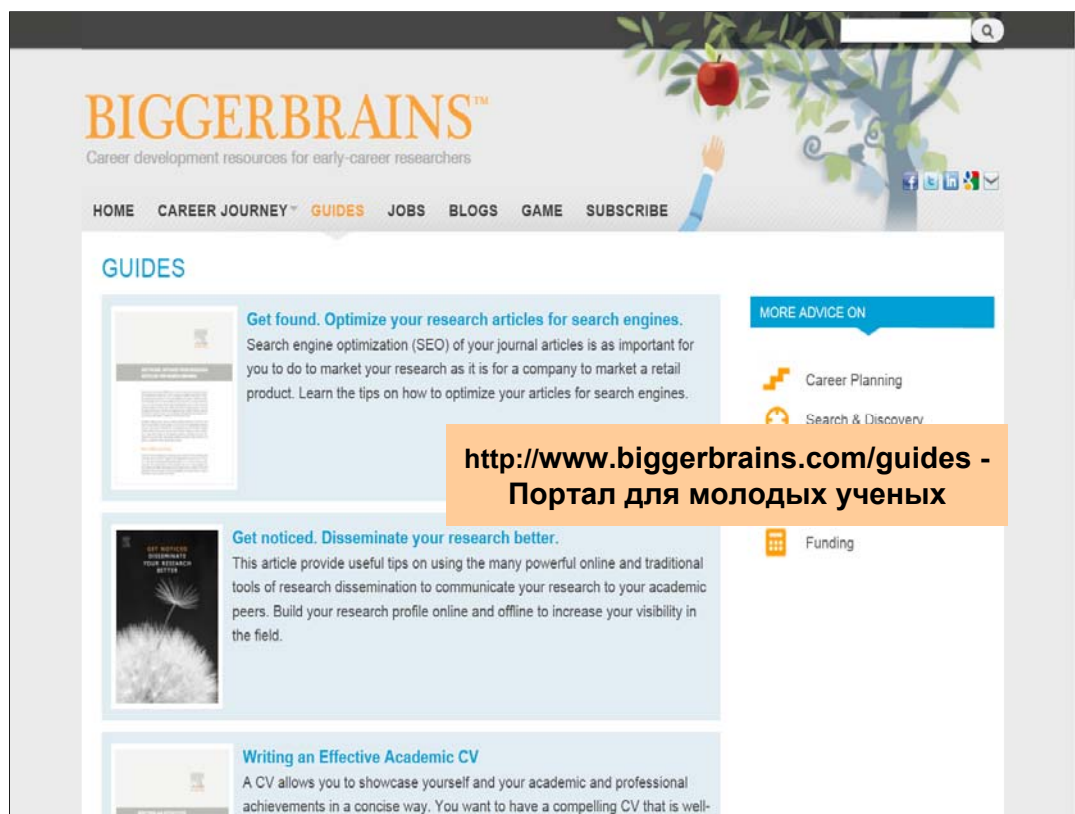 BIGGERBRAINS™
Career development resources for early-career researchers
HOME CAREER JOURNEY GUIDES JOBS BLOGS GAME SUBSCRIBE
GUIDES
Get found. Optimize your research articles for search engines.
Search engine optimization (SEO) of your journal articles is as important for
you to do to market your research as it is for a company to market a retail
product. Learn the tips on how to optimize your articles for search engines.
MORE ADVICE ON
Career Planning
Search & Discovery
http://www.biggerbrains.com/guides -
Портал для молодых ученых
Funding
GET NOTICED
DISSEMINATE
YOUR RESEARCH
BETTER
Get noticed. Disseminate your research better.
This article provide useful tips on using the many powerful online and traditional
tools of research dissemination to communicate your research to your academic
peers. Build your research profile online and offline to increase your visibility in
the field.
Writing an Effective Academic CV
A CV allows you to showcase yourself and your academic and professional
achievements in a concise way. You want to have a compelling CV that is well-